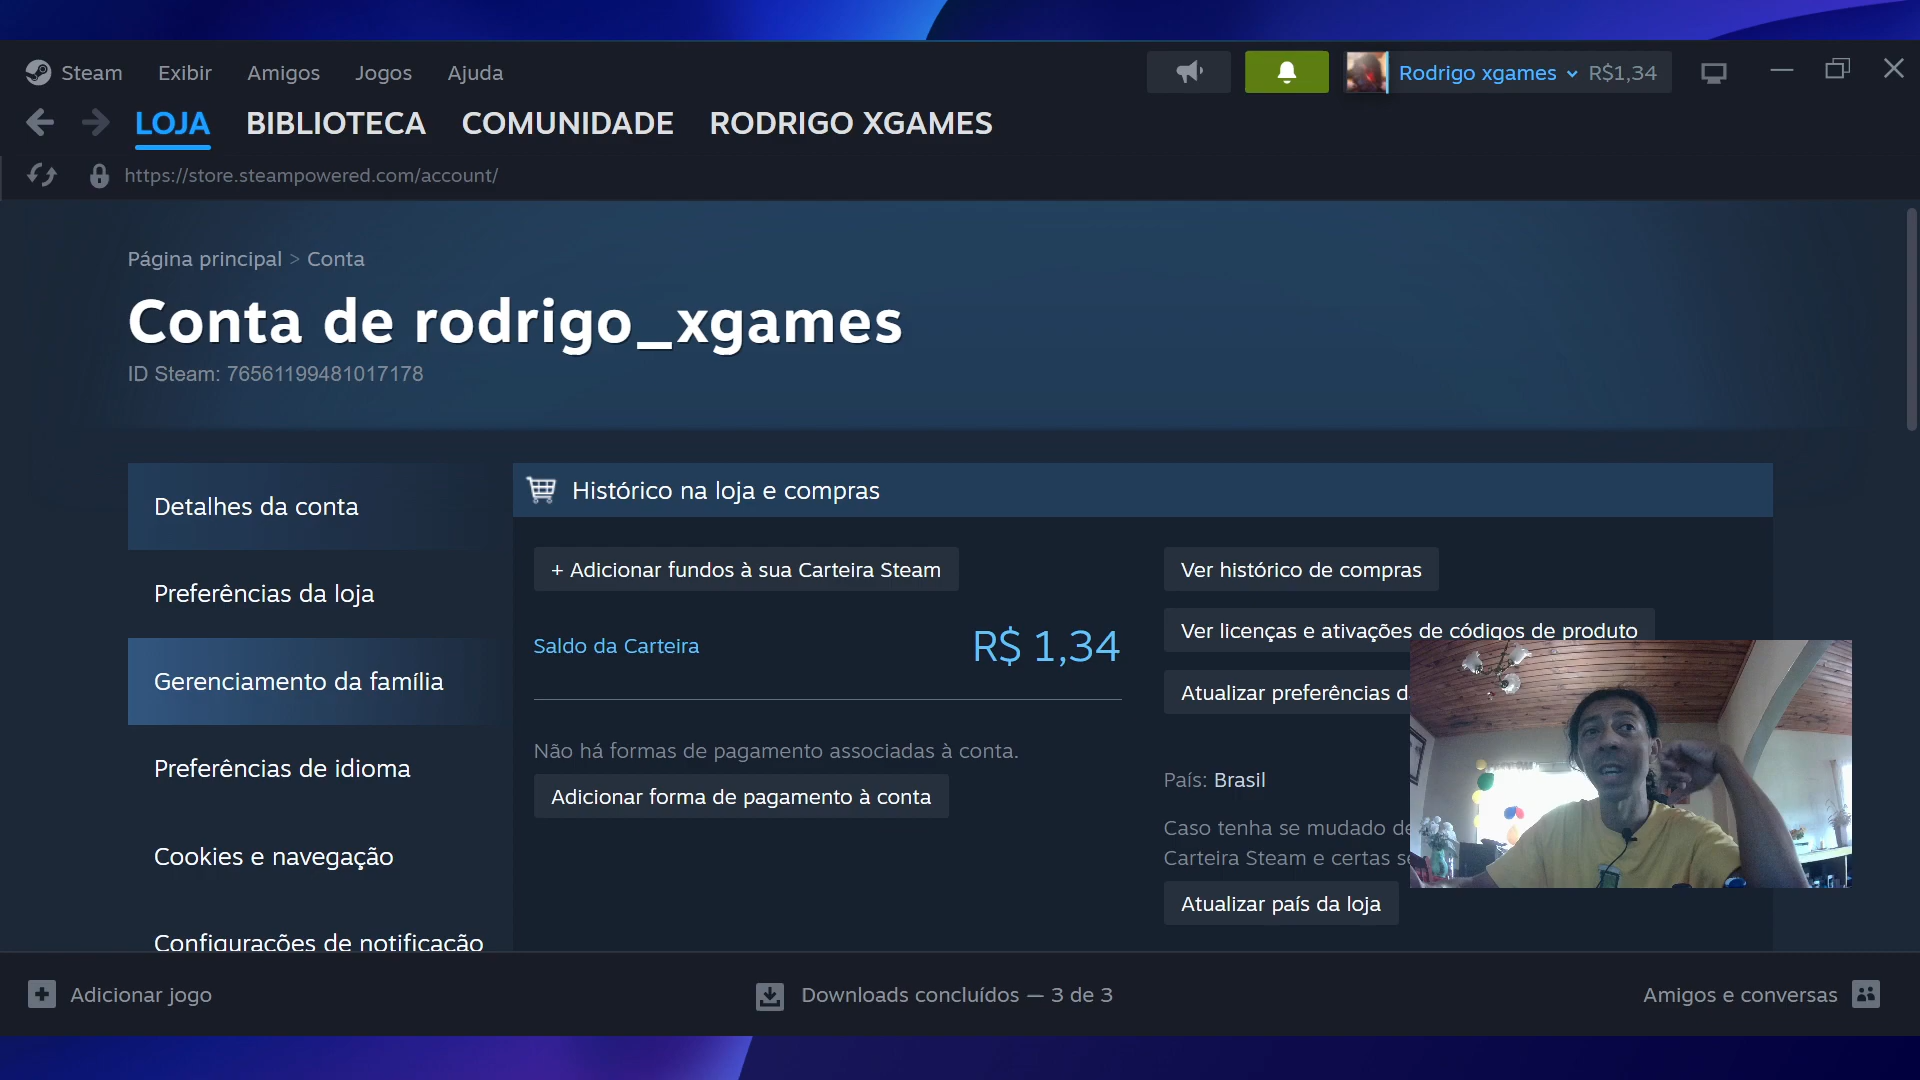 Steam Exibir Amigos Jogos Ajuda Rodrigo xgames R$1,34
LOJA BIBLIOTECA COMUNIDADE RODRIGO XGAMES
https://store.steampowered.com/account/
Página principal > Conta
Conta de rodrigo_xgames
ID Steam: 76561199481017178
Detalhes da conta
Preferências da loja
Gerenciamento da família
Preferências de idioma
Cookies e navegação
Configurações de notificação
Histórico na loja e compras
+ Adicionar fundos à sua Carteira Steam
Saldo da Carteira R$ 1,34
Não há formas de pagamento associadas à conta.
Adicionar forma de pagamento à conta
Ver histórico de compras
Ver licenças e ativações de códigos de produto
Atualizar preferências
País: Brasil
Caso tenha se mudado de
Carteira Steam e certas
Atualizar país da loja
Adicionar jogo
Downloads concluídos — 3 de 3
Amigos e conversas